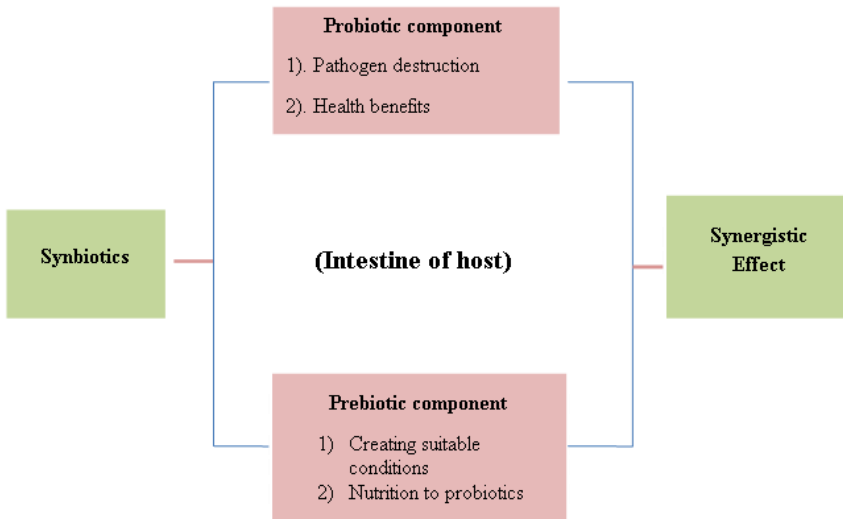 Probiotic component
1). Pathogen destruction
2). Health benefits
Synbiotics
(Intestine of host)
Synergistic
Effect
Prebiotic component
1) Creating suitable
conditions
2) Nutrition to probiotics